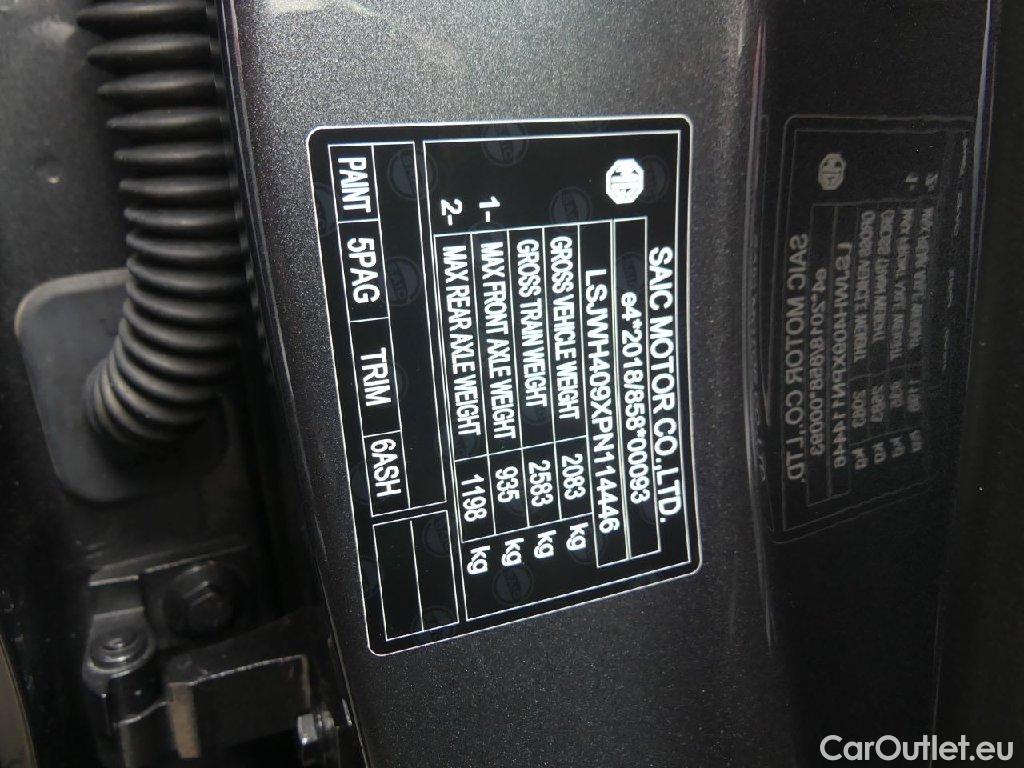 MG
SAIC MOTOR CO.,LTD.
e4*2018/858*00093
LSJWH409XPN114446
GROSS VEHICLE WEIGHT 2083 kg
GROSS TRAIN WEIGHT 2583 kg
1- MAX FRONT AXLE WEIGHT 935 kg
2- MAX REAR AXLE WEIGHT 1198 kg
PAINT 5PAG TRIM 6ASH
CarOutlet.eu